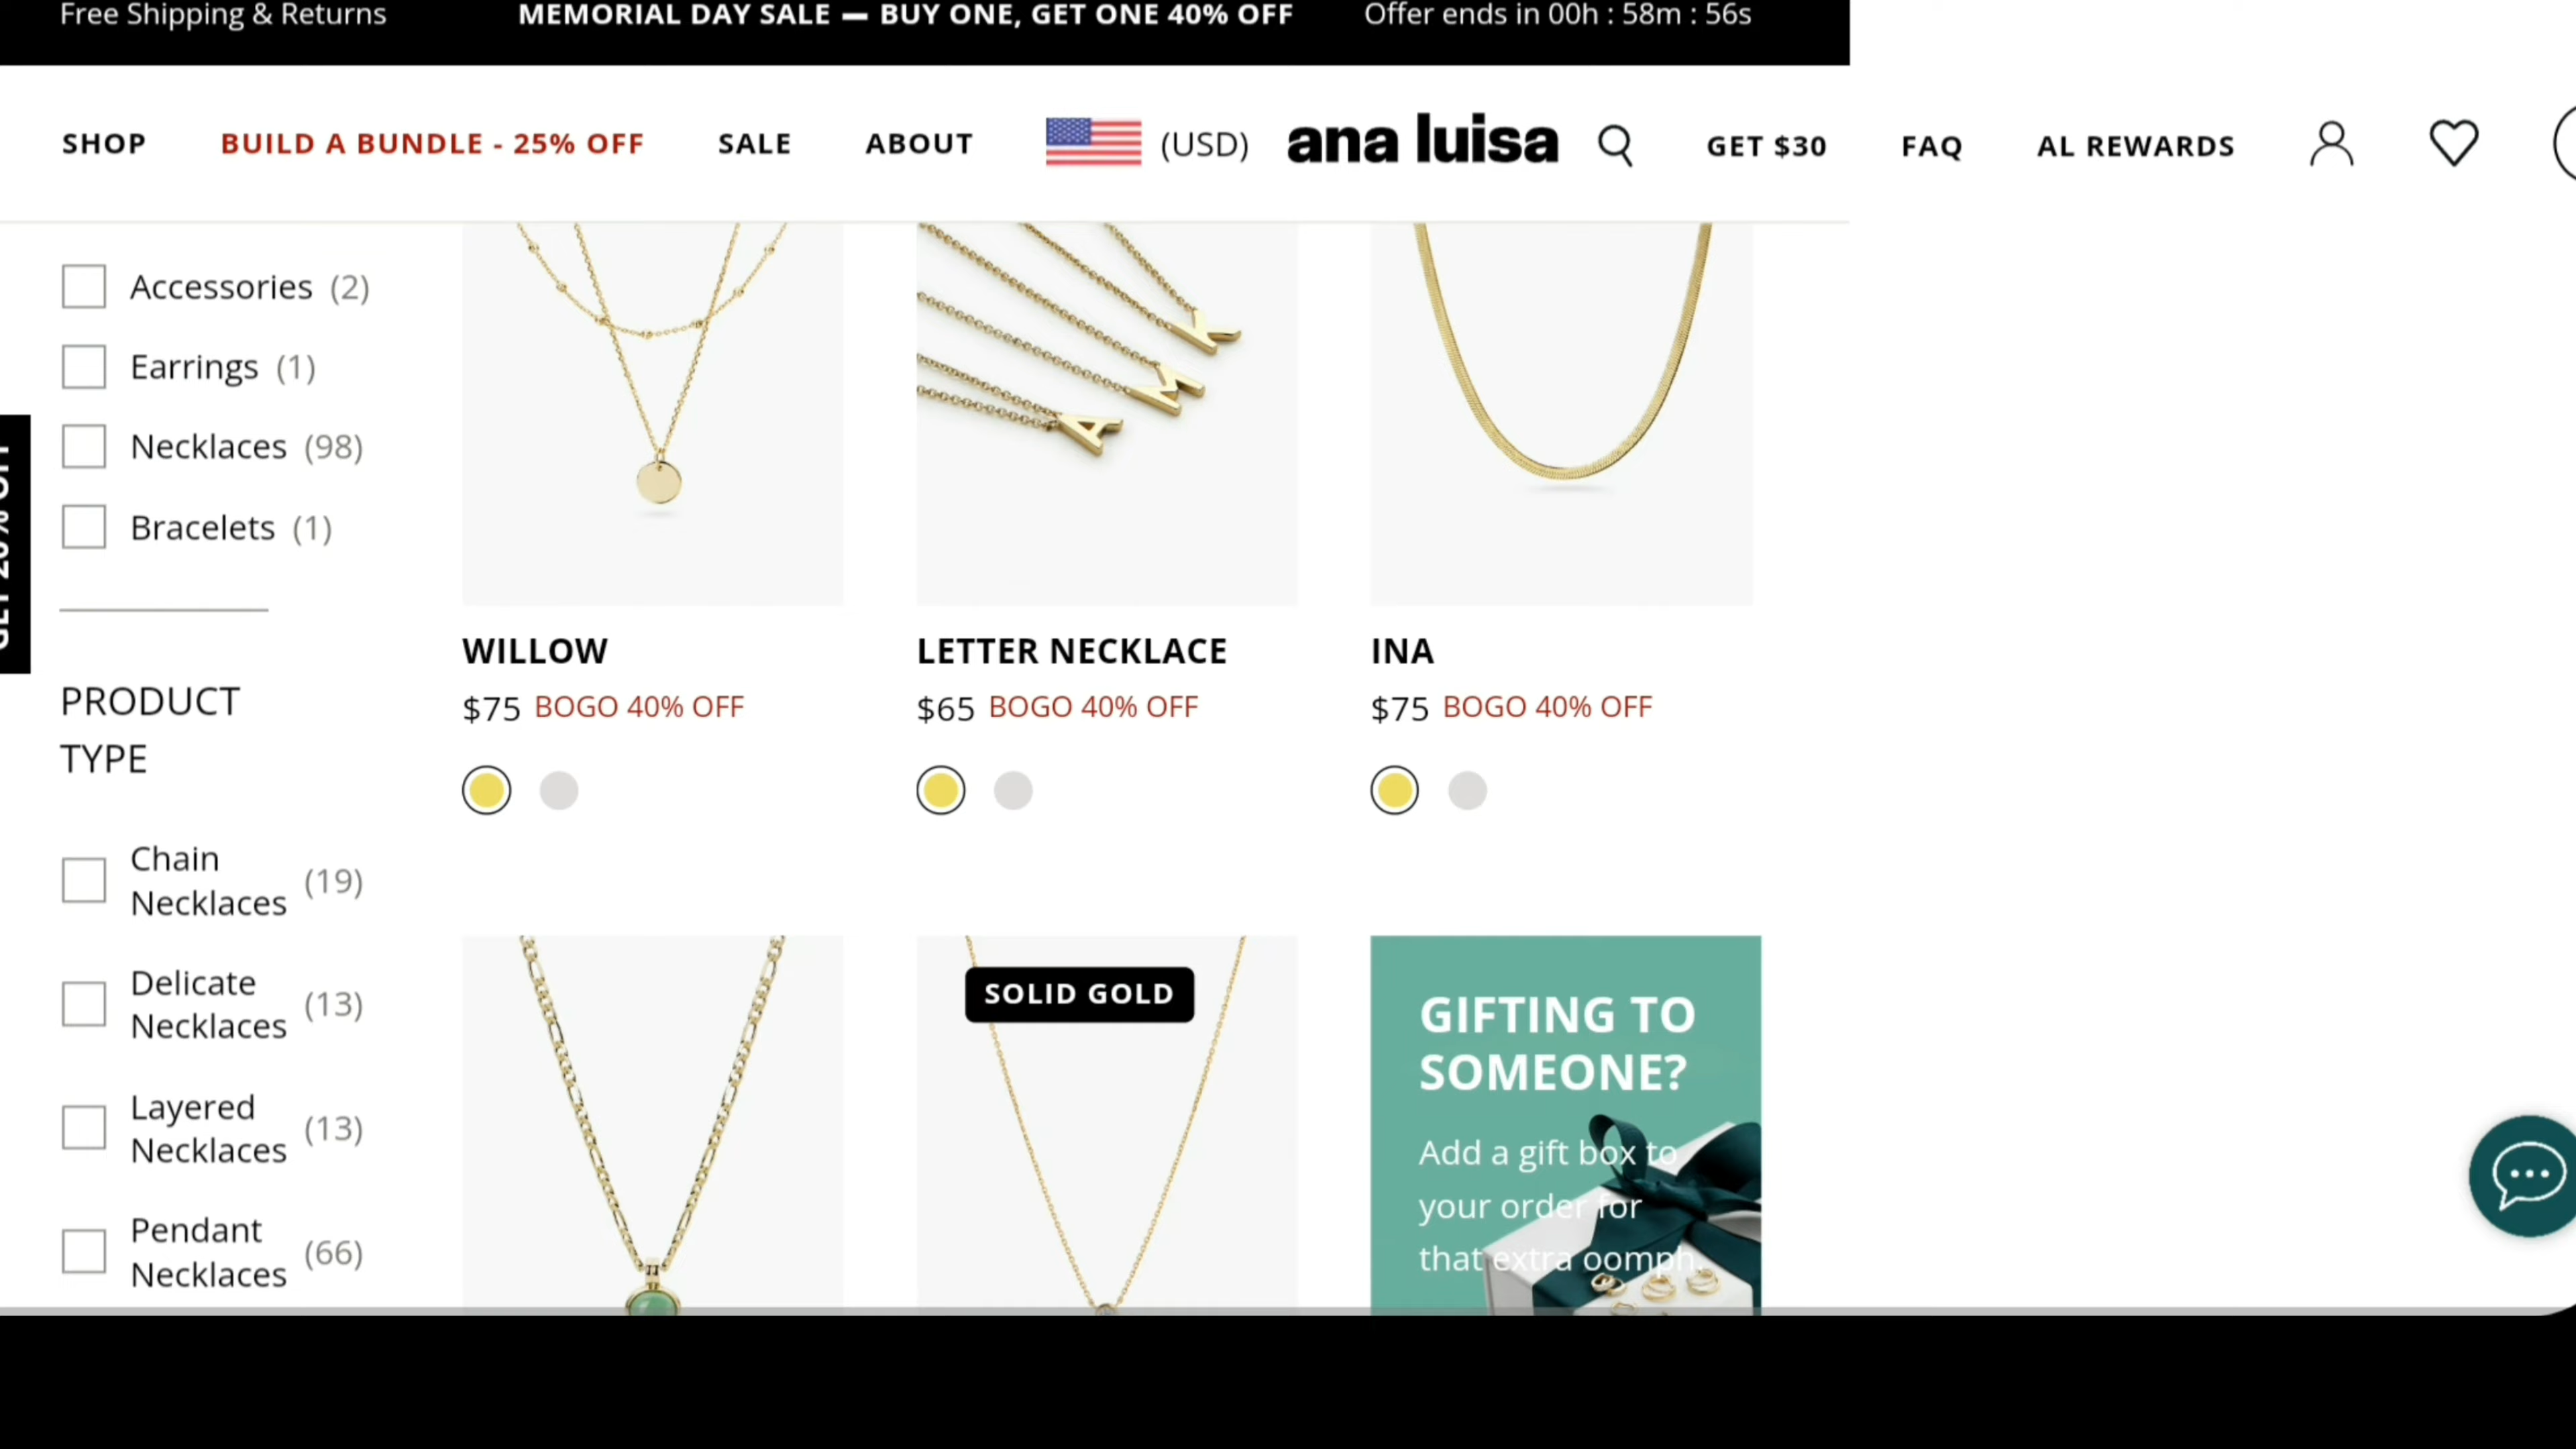 Free Shipping & Returns
MEMORIAL DAY SALE — BUY ONE, GET ONE 40% OFF
Offer ends in 00h : 58m : 56s
SHOP
BUILD A BUNDLE - 25% OFF
SALE
ABOUT
(USD)
ana luisa
GET $30
FAQ
AL REWARDS
Accessories (2)
Earrings (1)
Necklaces (98)
Bracelets (1)
PRODUCT
TYPE
Chain
Necklaces (19)
Delicate
Necklaces (13)
Layered
Necklaces (13)
Pendant
Necklaces (66)
K
M
A
WILLOW
$75 BOGO 40% OFF
LETTER NECKLACE
$65 BOGO 40% OFF
INA
$75 BOGO 40% OFF
SOLID GOLD
GIFTING TO
SOMEONE?
Add a gift box to
your order for
that extra oomph.